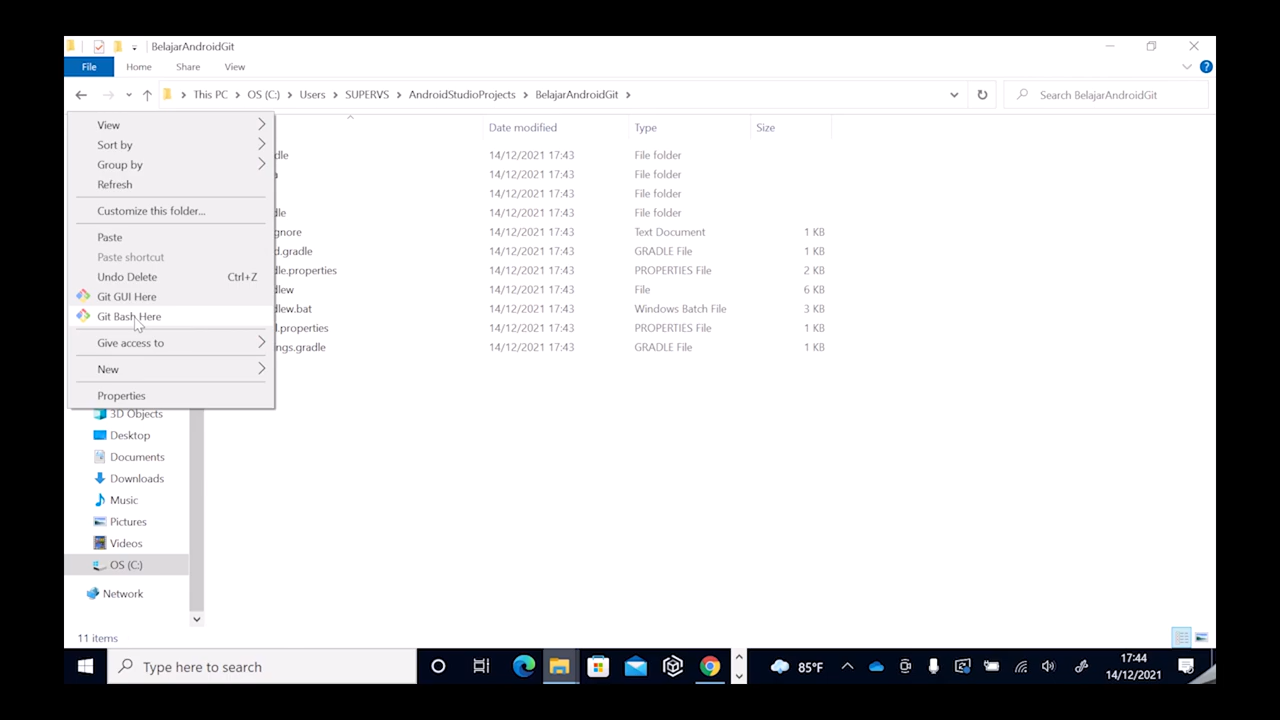 BelajarAndroidGit
File Home Share View
This PC OS (C:) Users SUPERVS AndroidStudioProjects BelajarAndroidGit
Search BelajarAndroidGit
Date modified Type Size
View
Sort by
Group by
Refresh
Customize this folder...
Paste
Paste shortcut
Undo Delete Ctrl+Z
Git GUI Here
Git Bash Here
Give access to
New
Properties
dle 14/12/2021 17:43 File folder
14/12/2021 17:43 File folder
14/12/2021 17:43 File folder
dle 14/12/2021 17:43 File folder
gnore 14/12/2021 17:43 Text Document 1 KB
d.gradle 14/12/2021 17:43 GRADLE File 1 KB
dle.properties 14/12/2021 17:43 PROPERTIES File 2 KB
dlew 14/12/2021 17:43 File 6 KB
dlew.bat 14/12/2021 17:43 Windows Batch File 3 KB
l.properties 14/12/2021 17:43 PROPERTIES File 1 KB
ngs.gradle 14/12/2021 17:43 GRADLE File 1 KB
3D Objects
Desktop
Documents
Downloads
Music
Pictures
Videos
OS (C:)
Network
11 items
Type here to search
85°F
17:44
14/12/2021